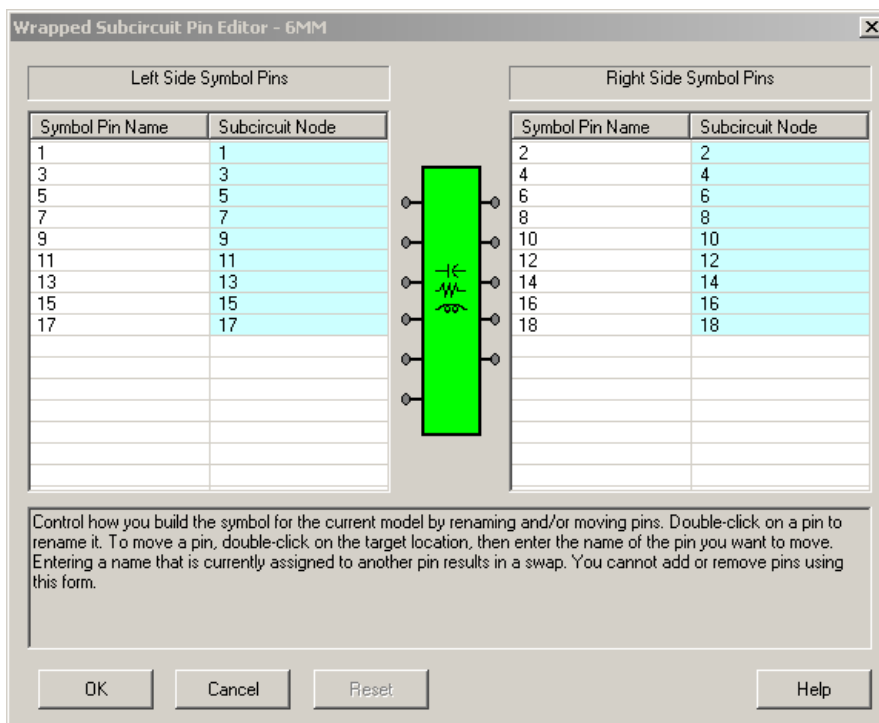 Wrapped Subcircuit Pin Editor - 6MM
Left Side Symbol Pins
Symbol Pin Name Subcircuit Node
1 1
3 3
5 5
7 7
9 9
11 11
13 13
15 15
17 17
Right Side Symbol Pins
Symbol Pin Name Subcircuit Node
2 2
4 4
6 6
8 8
10 10
12 12
14 14
16 16
18 18
Control how you build the symbol for the current model by renaming and/or moving pins. Double-click on a pin to
rename it. To move a pin, double-click on the target location, then enter the name of the pin you want to move.
Entering a name that is currently assigned to another pin results in a swap. You cannot add or remove pins using
this form.
OK Cancel Reset Help